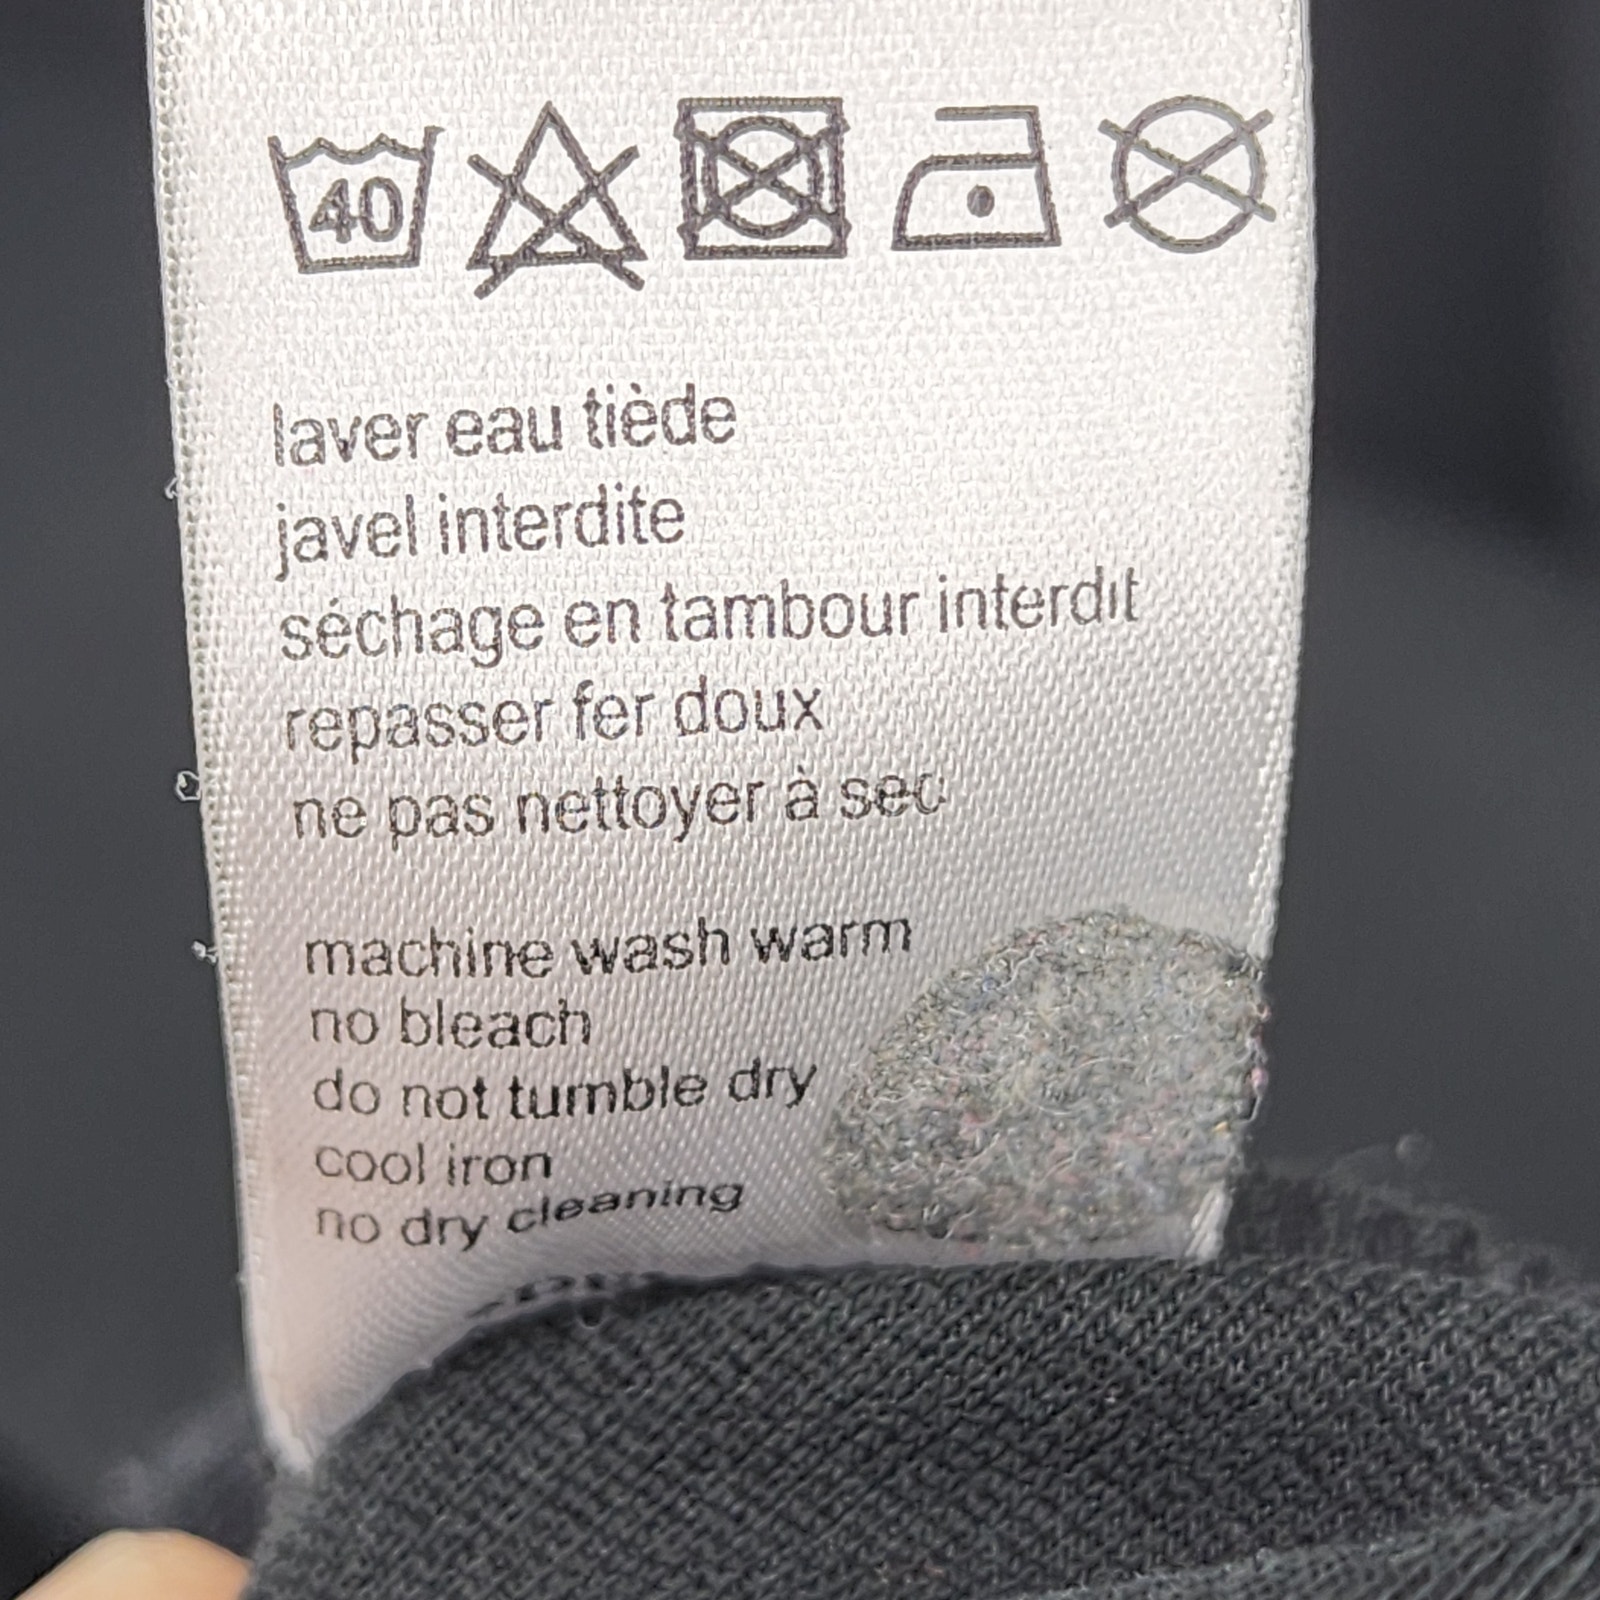 40
laver eau tiède
javel interdite
séchage en tambour interdit
repasser fer doux
ne pas nettoyer à sec
machine wash warm
no bleach
do not tumble dry
cool iron
no dry cleaning